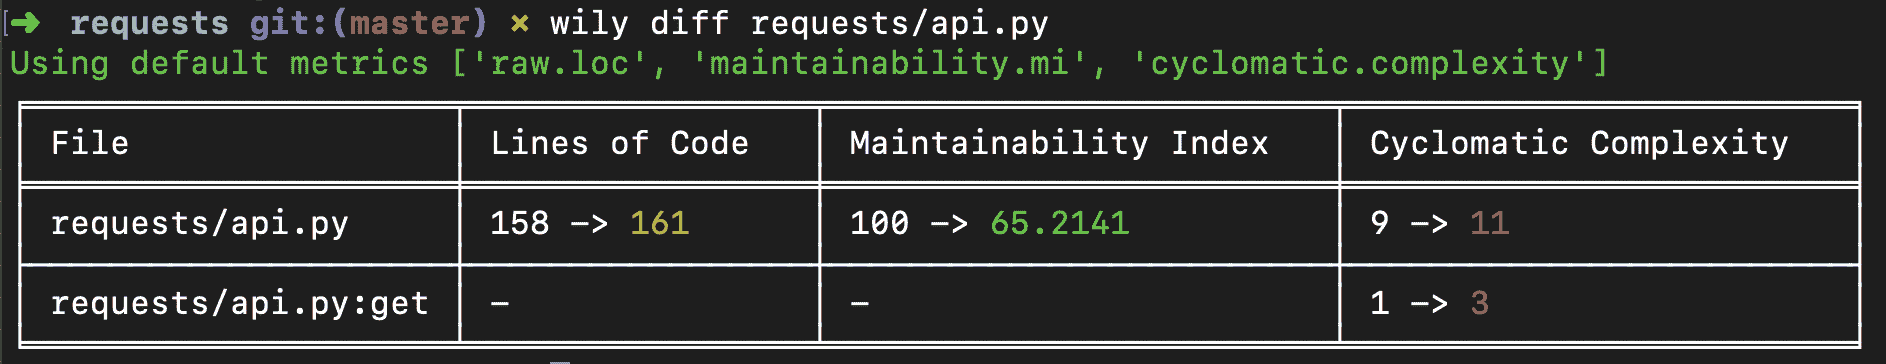 ➜ requests git:(master) × wily diff requests/api.py
Using default metrics ['raw.loc', 'maintainability.mi', 'cyclomatic.complexity']
File Lines of Code Maintainability Index Cyclomatic Complexity
requests/api.py 158 -> 161 100 -> 65.2141 9 -> 11
requests/api.py:get - - 1 -> 3